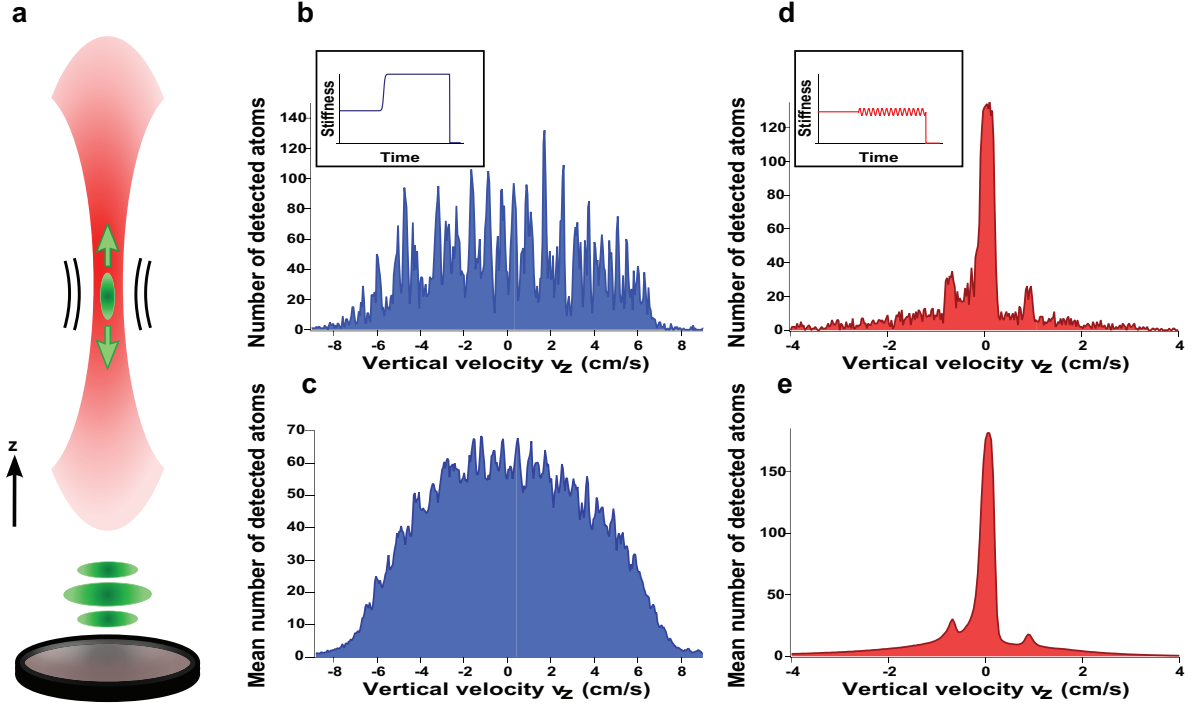 a
z
b
Stiffness
Time
Number of detected atoms
140
120
100
80
60
40
20
0
-8 -6 -4 -2 0 2 4 6 8
Vertical velocity vz (cm/s)
c
Mean number of detected atoms
70
60
50
40
30
20
10
0
-8 -6 -4 -2 0 2 4 6 8
Vertical velocity vz (cm/s)
d
Stiffness
Time
Number of detected atoms
120
100
80
60
40
20
0
-4 -2 0 2 4
Vertical velocity vz (cm/s)
e
Mean number of detected atoms
150
100
50
0
-4 -2 0 2 4
Vertical velocity vz (cm/s)